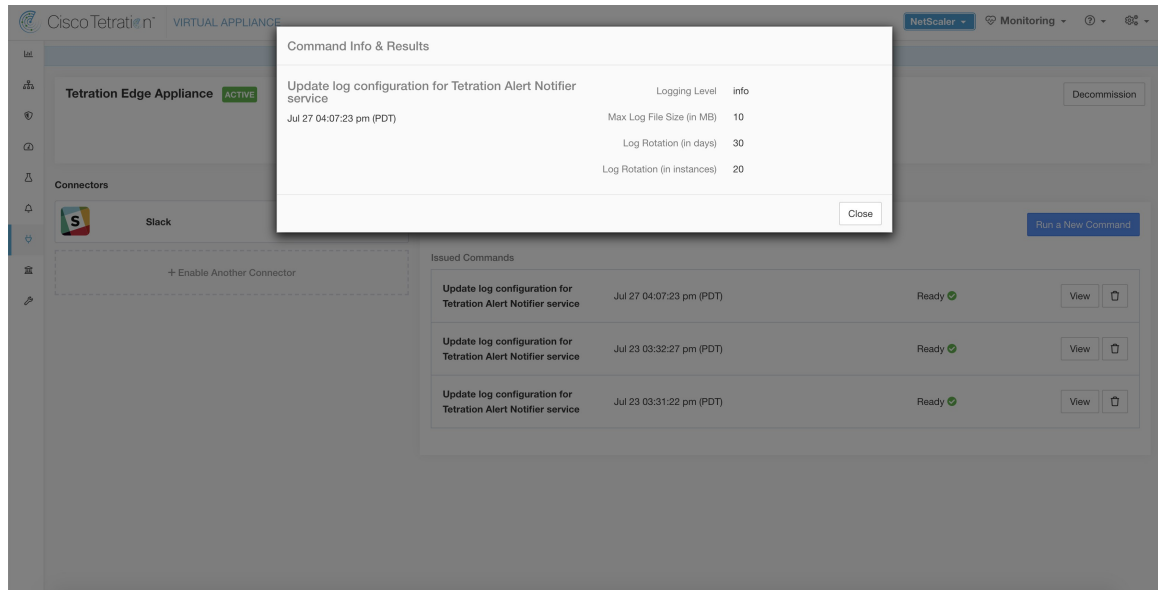 Cisco Tetration™ VIRTUAL APPLIANCE
NetScaler
Monitoring
Command Info & Results
Update log configuration for Tetration Alert Notifier
service
Jul 27 04:07:23 pm (PDT)
Logging Level info
Max Log File Size (in MB) 10
Log Rotation (in days) 30
Log Rotation (in instances) 20
Close
Tetration Edge Appliance ACTIVE
Decommission
Connectors
S Slack
+ Enable Another Connector
Run a New Command
Issued Commands
Update log configuration for
Tetration Alert Notifier service
Jul 27 04:07:23 pm (PDT)
Ready
View
Update log configuration for
Tetration Alert Notifier service
Jul 23 03:32:27 pm (PDT)
Ready
View
Update log configuration for
Tetration Alert Notifier service
Jul 23 03:31:22 pm (PDT)
Ready
View